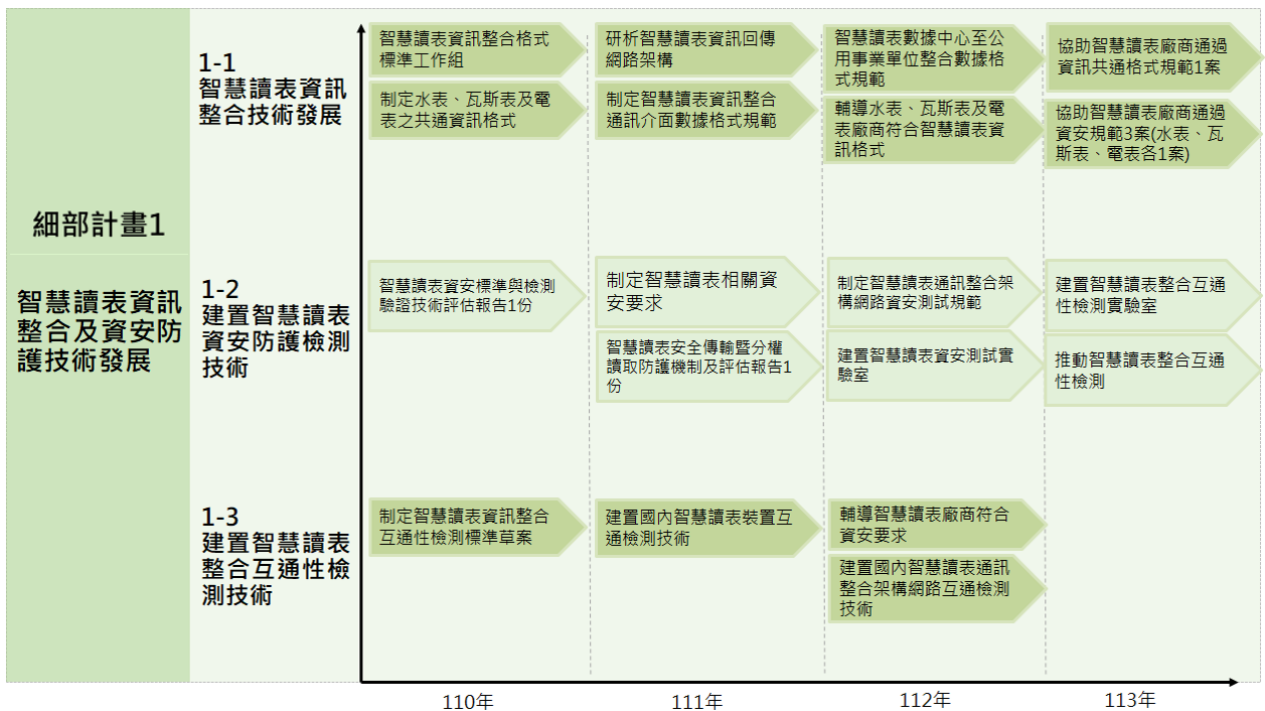 細部計畫1
智慧讀表資訊
整合及資安防
護技術發展
1-1
智慧讀表資訊
整合技術發展
智慧讀表資訊整合格式
標準工作組
制定水表、瓦斯表及電
表之共通資訊格式
研析智慧讀表資訊回傳
網路架構
制定智慧讀表資訊整合
通訊介面數據格式規範
智慧讀表數據中心至公
用事業單位整合數據格
式規範
輔導水表、瓦斯表及電
表廠商符合智慧讀表資
訊格式
協助智慧讀表廠商通過
資訊共通格式規範1案
協助智慧讀表廠商通過
資安規範3案(水表、瓦
斯表、電表各1案)
1-2
建置智慧讀表
資安防護檢測
技術
智慧讀表資安標準與檢測
驗證技術評估報告1份
制定智慧讀表相關資
安要求
智慧讀表安全傳輸暨分權
讀取防護機制及評估報告1
份
制定智慧讀表通訊整合架
構網路資安測試規範
建置智慧讀表資安測試實
驗室
建置智慧讀表整合互通
性檢測實驗室
推動智慧讀表整合互通
性檢測
1-3
建置智慧讀表
整合互通性檢
測技術
制定智慧讀表資訊整合
互通性檢測標準草案
建置國內智慧讀表裝置互
通檢測技術
輔導智慧讀表廠商符合
資安要求
建置國內智慧讀表通訊
整合架構網路互通檢測
技術
110年
111年
112年
113年